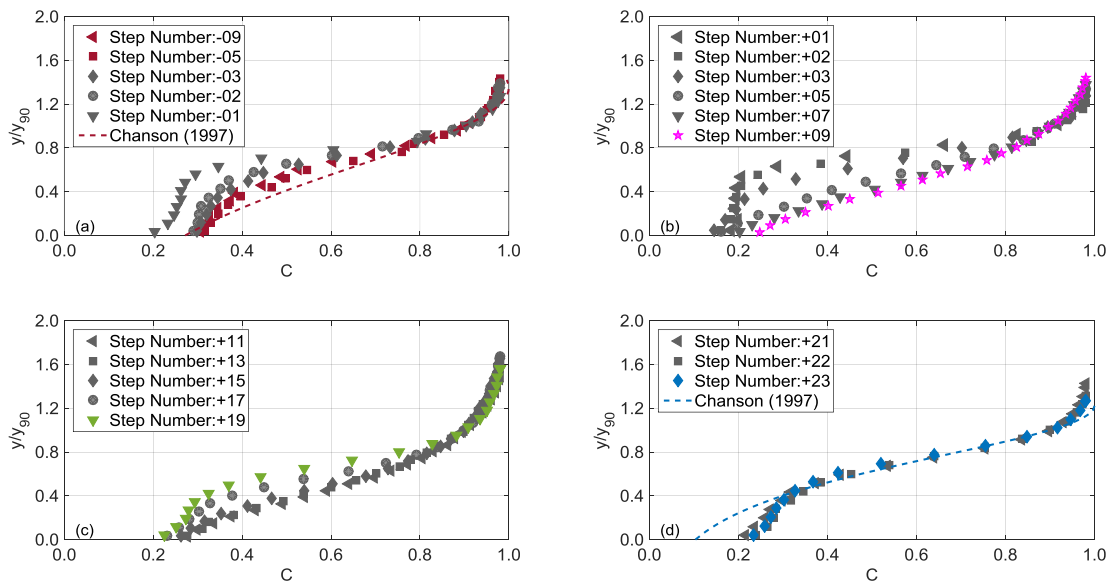 2.0
1.6
1.2
0.8
0.4
0.0
y/y90
Step Number:-09
Step Number:-05
Step Number:-03
Step Number:-02
Step Number:-01
Chanson (1997)
(a)
0.0 0.2 0.4 0.6 0.8 1.0
C
2.0
1.6
1.2
0.8
0.4
0.0
y/y90
Step Number:+01
Step Number:+02
Step Number:+03
Step Number:+05
Step Number:+07
Step Number:+09
(b)
0.0 0.2 0.4 0.6 0.8 1.0
C
2.0
1.6
1.2
0.8
0.4
0.0
y/y90
Step Number:+11
Step Number:+13
Step Number:+15
Step Number:+17
Step Number:+19
(c)
0.0 0.2 0.4 0.6 0.8 1.0
C
2.0
1.6
1.2
0.8
0.4
0.0
y/y90
Step Number:+21
Step Number:+22
Step Number:+23
Chanson (1997)
(d)
0.0 0.2 0.4 0.6 0.8 1.0
C